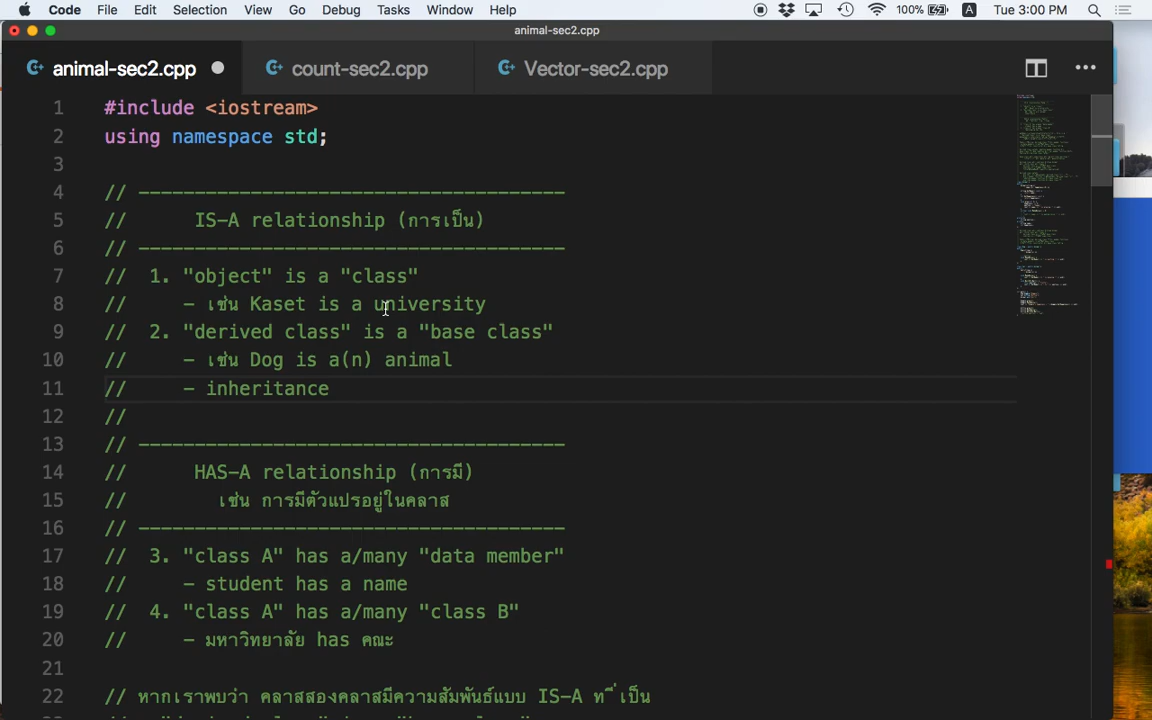 Code File Edit Selection View Go Debug Tasks Window Help 100% A Tue 3:00 PM
animal-sec2.cpp
animal-sec2.cpp count-sec2.cpp Vector-sec2.cpp
1 #include <iostream>
2 using namespace std;
3
4 // --------------------------------------
5 // IS-A relationship (การเป็น)
6 // --------------------------------------
7 // 1. "object" is a "class"
8 // - เช่น Kaset is a university
9 // 2. "derived class" is a "base class"
10 // - เช่น Dog is a(n) animal
11 // - inheritance
12 //
13 // --------------------------------------
14 // HAS-A relationship (การมี)
15 // เช่น การมีตัวแปรอยู่ในคลาส
16 // --------------------------------------
17 // 3. "class A" has a/many "data member"
18 // - student has a name
19 // 4. "class A" has a/many "class B"
20 // - มหาวิทยาลัย has คณะ
21
22 // หากเราพบว่า คลาสสองคลาสมีความสัมพันธ์แบบ IS-A ที่เป็น